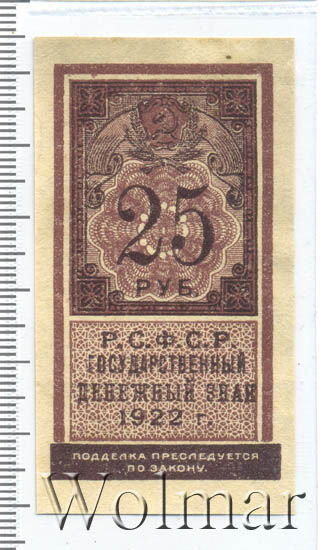 25
РУБ
Р.С.Ф.С.Р.
ГОСУДАРСТВЕННЫЙ
ДЕНЕЖНЫЙ ЗНАК
1922 г.
ПОДДЕЛКА ПРЕСЛЕДУЕТСЯ
ПО ЗАКОНУ.
Wolmar